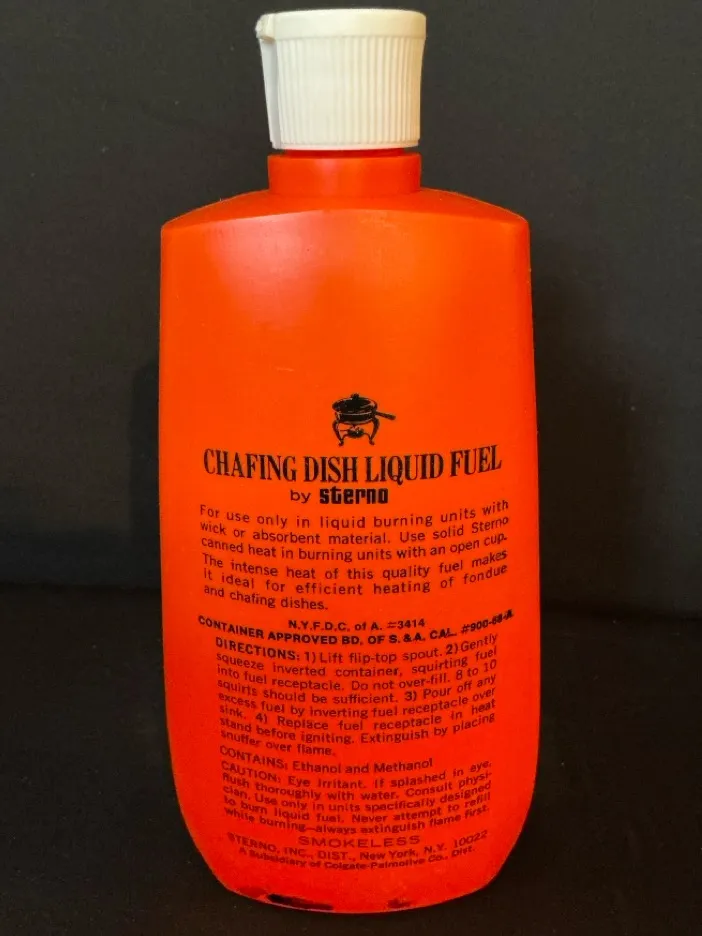 CHAFING DISH LIQUID FUEL
by sterno
For use only in liquid burning units with
wick or absorbent material. Use solid Sterno
canned heat in burning units with an open cup.
The intense heat of this quality fuel makes
it ideal for efficient heating of fondue
and chafing dishes.
N.Y.F.D.C. of A. #3414
CONTAINER APPROVED BD. OF S. & A. CAL. #900-68-A
DIRECTIONS: 1) Lift flip-top spout. 2) Gently
squeeze inverted container, squirting fuel
into fuel receptacle. Do not over-fill. 8 to 10
squirts should be sufficient. 3) Pour off any
excess fuel by inverting fuel receptacle over
sink. 4) Replace fuel receptacle in heat
stand before igniting. Extinguish by placing
snuffer over flame.
CONTAINS: Ethanol and Methanol
CAUTION: Eye Irritant. If splashed in eye,
flush thoroughly with water. Consult physi-
cian. Use only in units specifically designed
to burn liquid fuel. Never attempt to refill
while burning—always extinguish flame first.
SMOKELESS
STERNO, INC., DIST., New York, N.Y. 10022
A Subsidiary of Colgate-Palmolive Co., Dist.